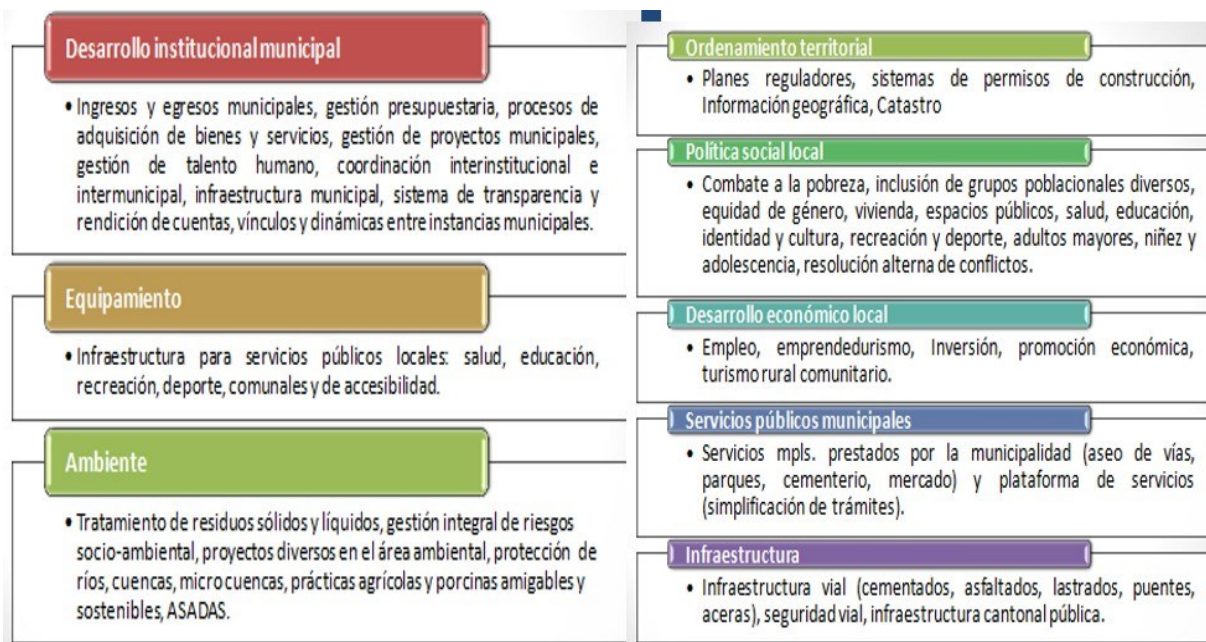 Desarrollo institucional municipal
• Ingresos y egresos municipales, gestión presupuestaria, procesos de
adquisición de bienes y servicios, gestión de proyectos municipales,
gestión de talento humano, coordinación interinstitucional e
intermunicipal, infraestructura municipal, sistema de transparencia y
rendición de cuentas, vínculos y dinámicas entre instancias municipales.
Equipamiento
• Infraestructura para servicios públicos locales: salud, educación,
recreación, deporte, comunales y de accesibilidad.
Ambiente
• Tratamiento de residuos sólidos y líquidos, gestión integral de riesgos
socio-ambiental, proyectos diversos en el área ambiental, protección de
ríos, cuencas, micro cuencas, prácticas agrícolas y porcinas amigables y
sostenibles, ASADAS.
Ordenamiento territorial
• Planes reguladores, sistemas de permisos de construcción,
Información geográfica, Catastro
Política social local
• Combate a la pobreza, inclusión de grupos poblacionales diversos,
equidad de género, vivienda, espacios públicos, salud, educación,
identidad y cultura, recreación y deporte, adultos mayores, niñez y
adolescencia, resolución alterna de conflictos.
Desarrollo económico local
• Empleo, emprendedurismo, Inversión, promoción económica,
turismo rural comunitario.
Servicios públicos municipales
• Servicios mpls. prestados por la municipalidad (aseo de vías,
parques, cementerio, mercado) y plataforma de servicios
(simplificación de trámites).
Infraestructura
• Infraestructura vial (cementados, asfaltados, lastrados, puentes,
aceras), seguridad vial, infraestructura cantonal pública.